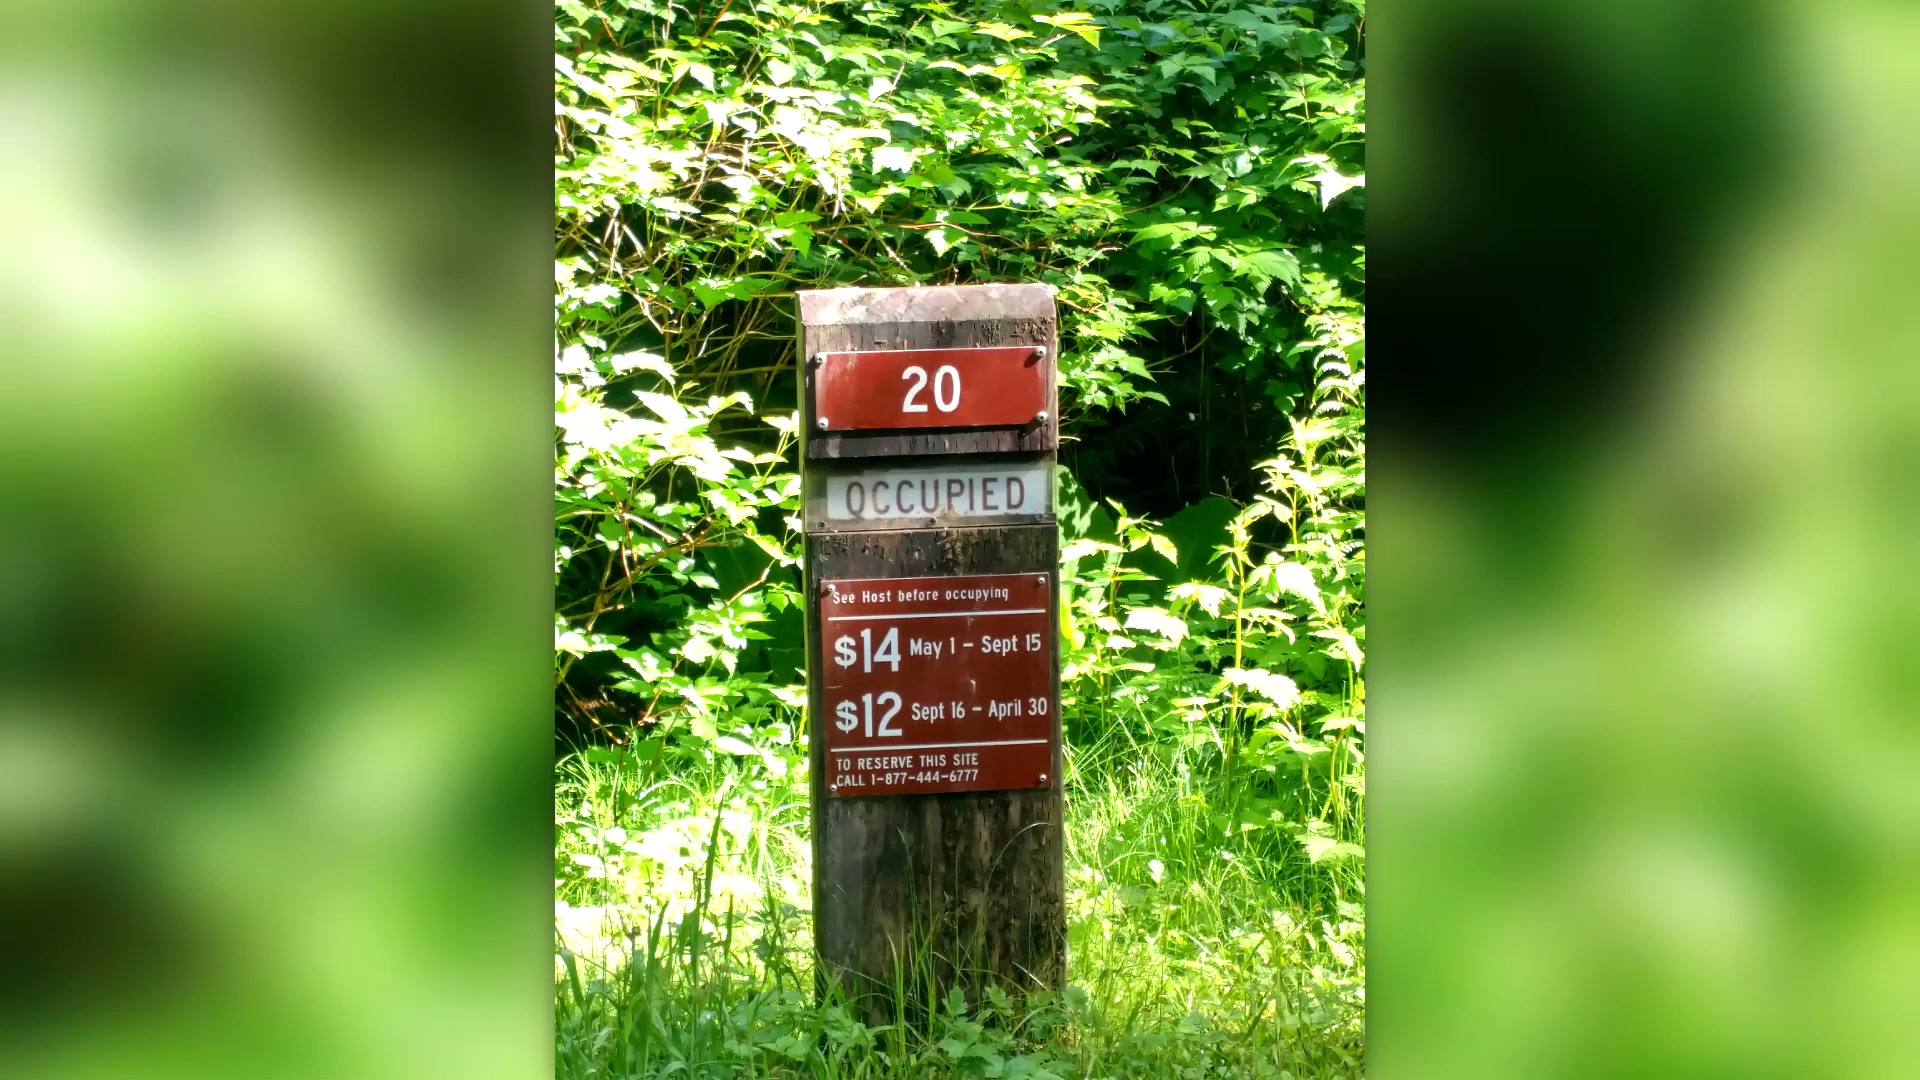 20
OCCUPIED
See Host before occupying
$14 May 1 - Sept 15
$12 Sept 16 - April 30
TO RESERVE THIS SITE
CALL 1-877-444-6777